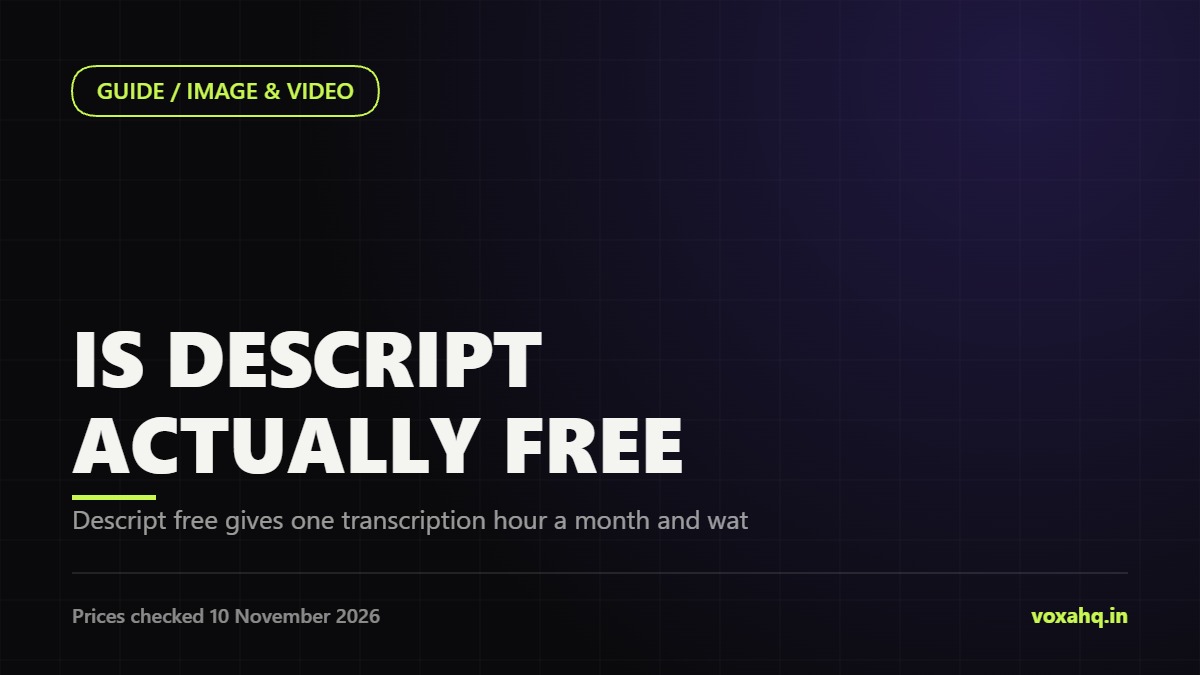 GUIDE / IMAGE & VIDEO
IS DESCRIPT
ACTUALLY FREE
Descript free gives one transcription hour a month and wat
Prices checked 10 November 2026
voxahq.in